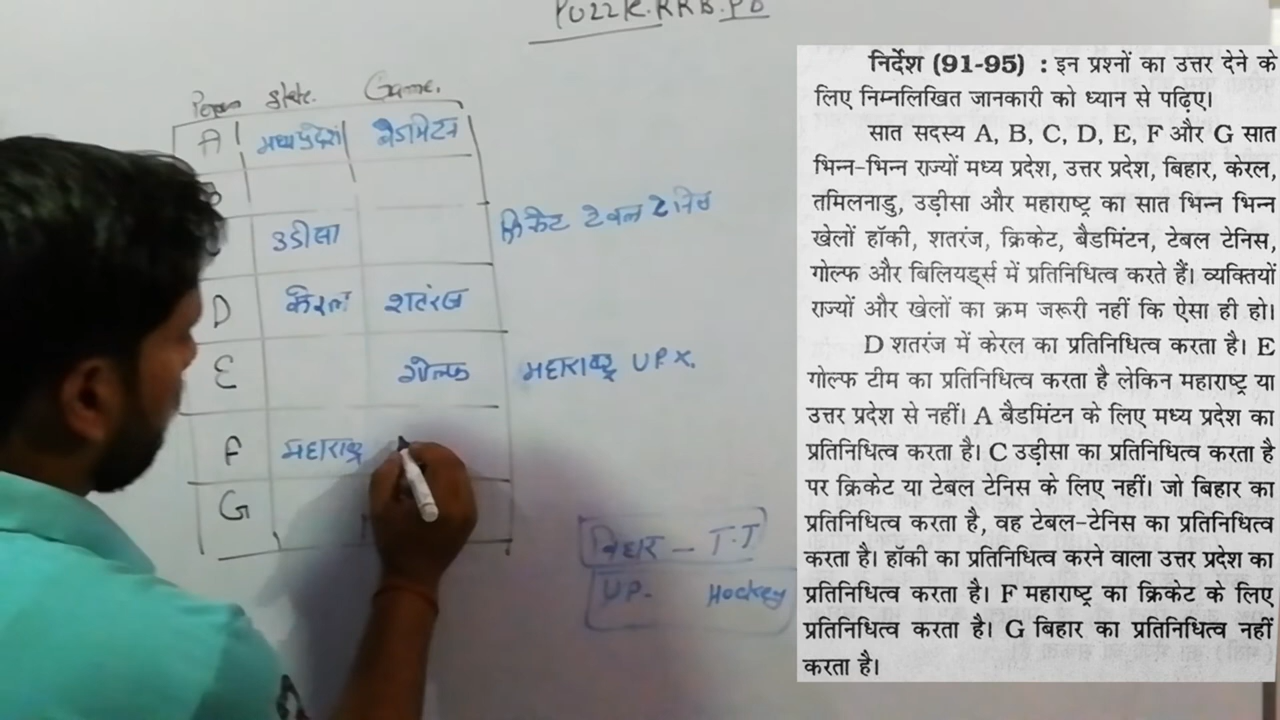 PUZZLE.RRB.PO
Person State. Game.
A मध्यप्रदेश बैडमिंटन
उडीसा क्रिकेट टेबल टेनिस
D केरल शतरंज
E गोल्फ महाराष्ट्र UP X.
F महाराष्ट्र
G
बिहार - T.T
UP. Hockey
निर्देश (91-95) : इन प्रश्नों का उत्तर देने के
लिए निम्नलिखित जानकारी को ध्यान से पढ़िए।
सात सदस्य A, B, C, D, E, F और G सात
भिन्न-भिन्न राज्यों मध्य प्रदेश, उत्तर प्रदेश, बिहार, केरल,
तमिलनाडु, उड़ीसा और महाराष्ट्र का सात भिन्न भिन्न
खेलों हॉकी, शतरंज, क्रिकेट, बैडमिंटन, टेबल टेनिस,
गोल्फ और बिलियर्ड्स में प्रतिनिधित्व करते हैं। व्यक्तियों
राज्यों और खेलों का क्रम जरूरी नहीं कि ऐसा ही हो।
D शतरंज में केरल का प्रतिनिधित्व करता है। E
गोल्फ टीम का प्रतिनिधित्व करता है लेकिन महाराष्ट्र या
उत्तर प्रदेश से नहीं। A बैडमिंटन के लिए मध्य प्रदेश का
प्रतिनिधित्व करता है। C उड़ीसा का प्रतिनिधित्व करता है
पर क्रिकेट या टेबल टेनिस के लिए नहीं। जो बिहार का
प्रतिनिधित्व करता है, वह टेबल-टेनिस का प्रतिनिधित्व
करता है। हॉकी का प्रतिनिधित्व करने वाला उत्तर प्रदेश का
प्रतिनिधित्व करता है। F महाराष्ट्र का क्रिकेट के लिए
प्रतिनिधित्व करता है। G बिहार का प्रतिनिधित्व नहीं
करता है।